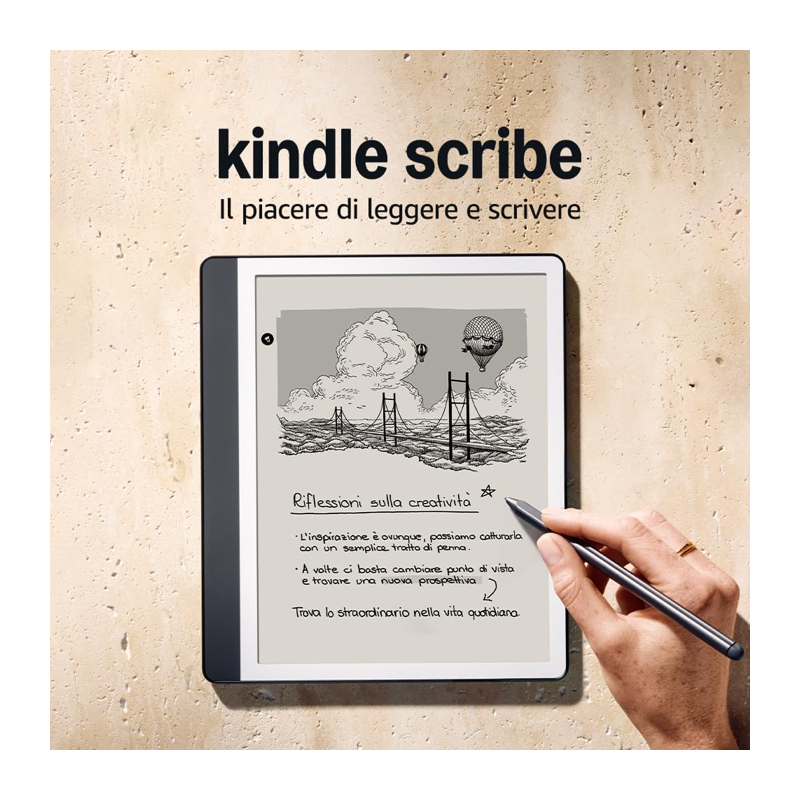 kindle scribe
Il piacere di leggere e scrivere
Riflessioni sulla creatività
· L'inspirazione è ovunque, possiamo catturarla
con un semplice tratto di penna.
· A volte ci basta cambiare punto di vista
e trovare una nuova prospettiva
Trova lo straordinario nella vita quotidiana.